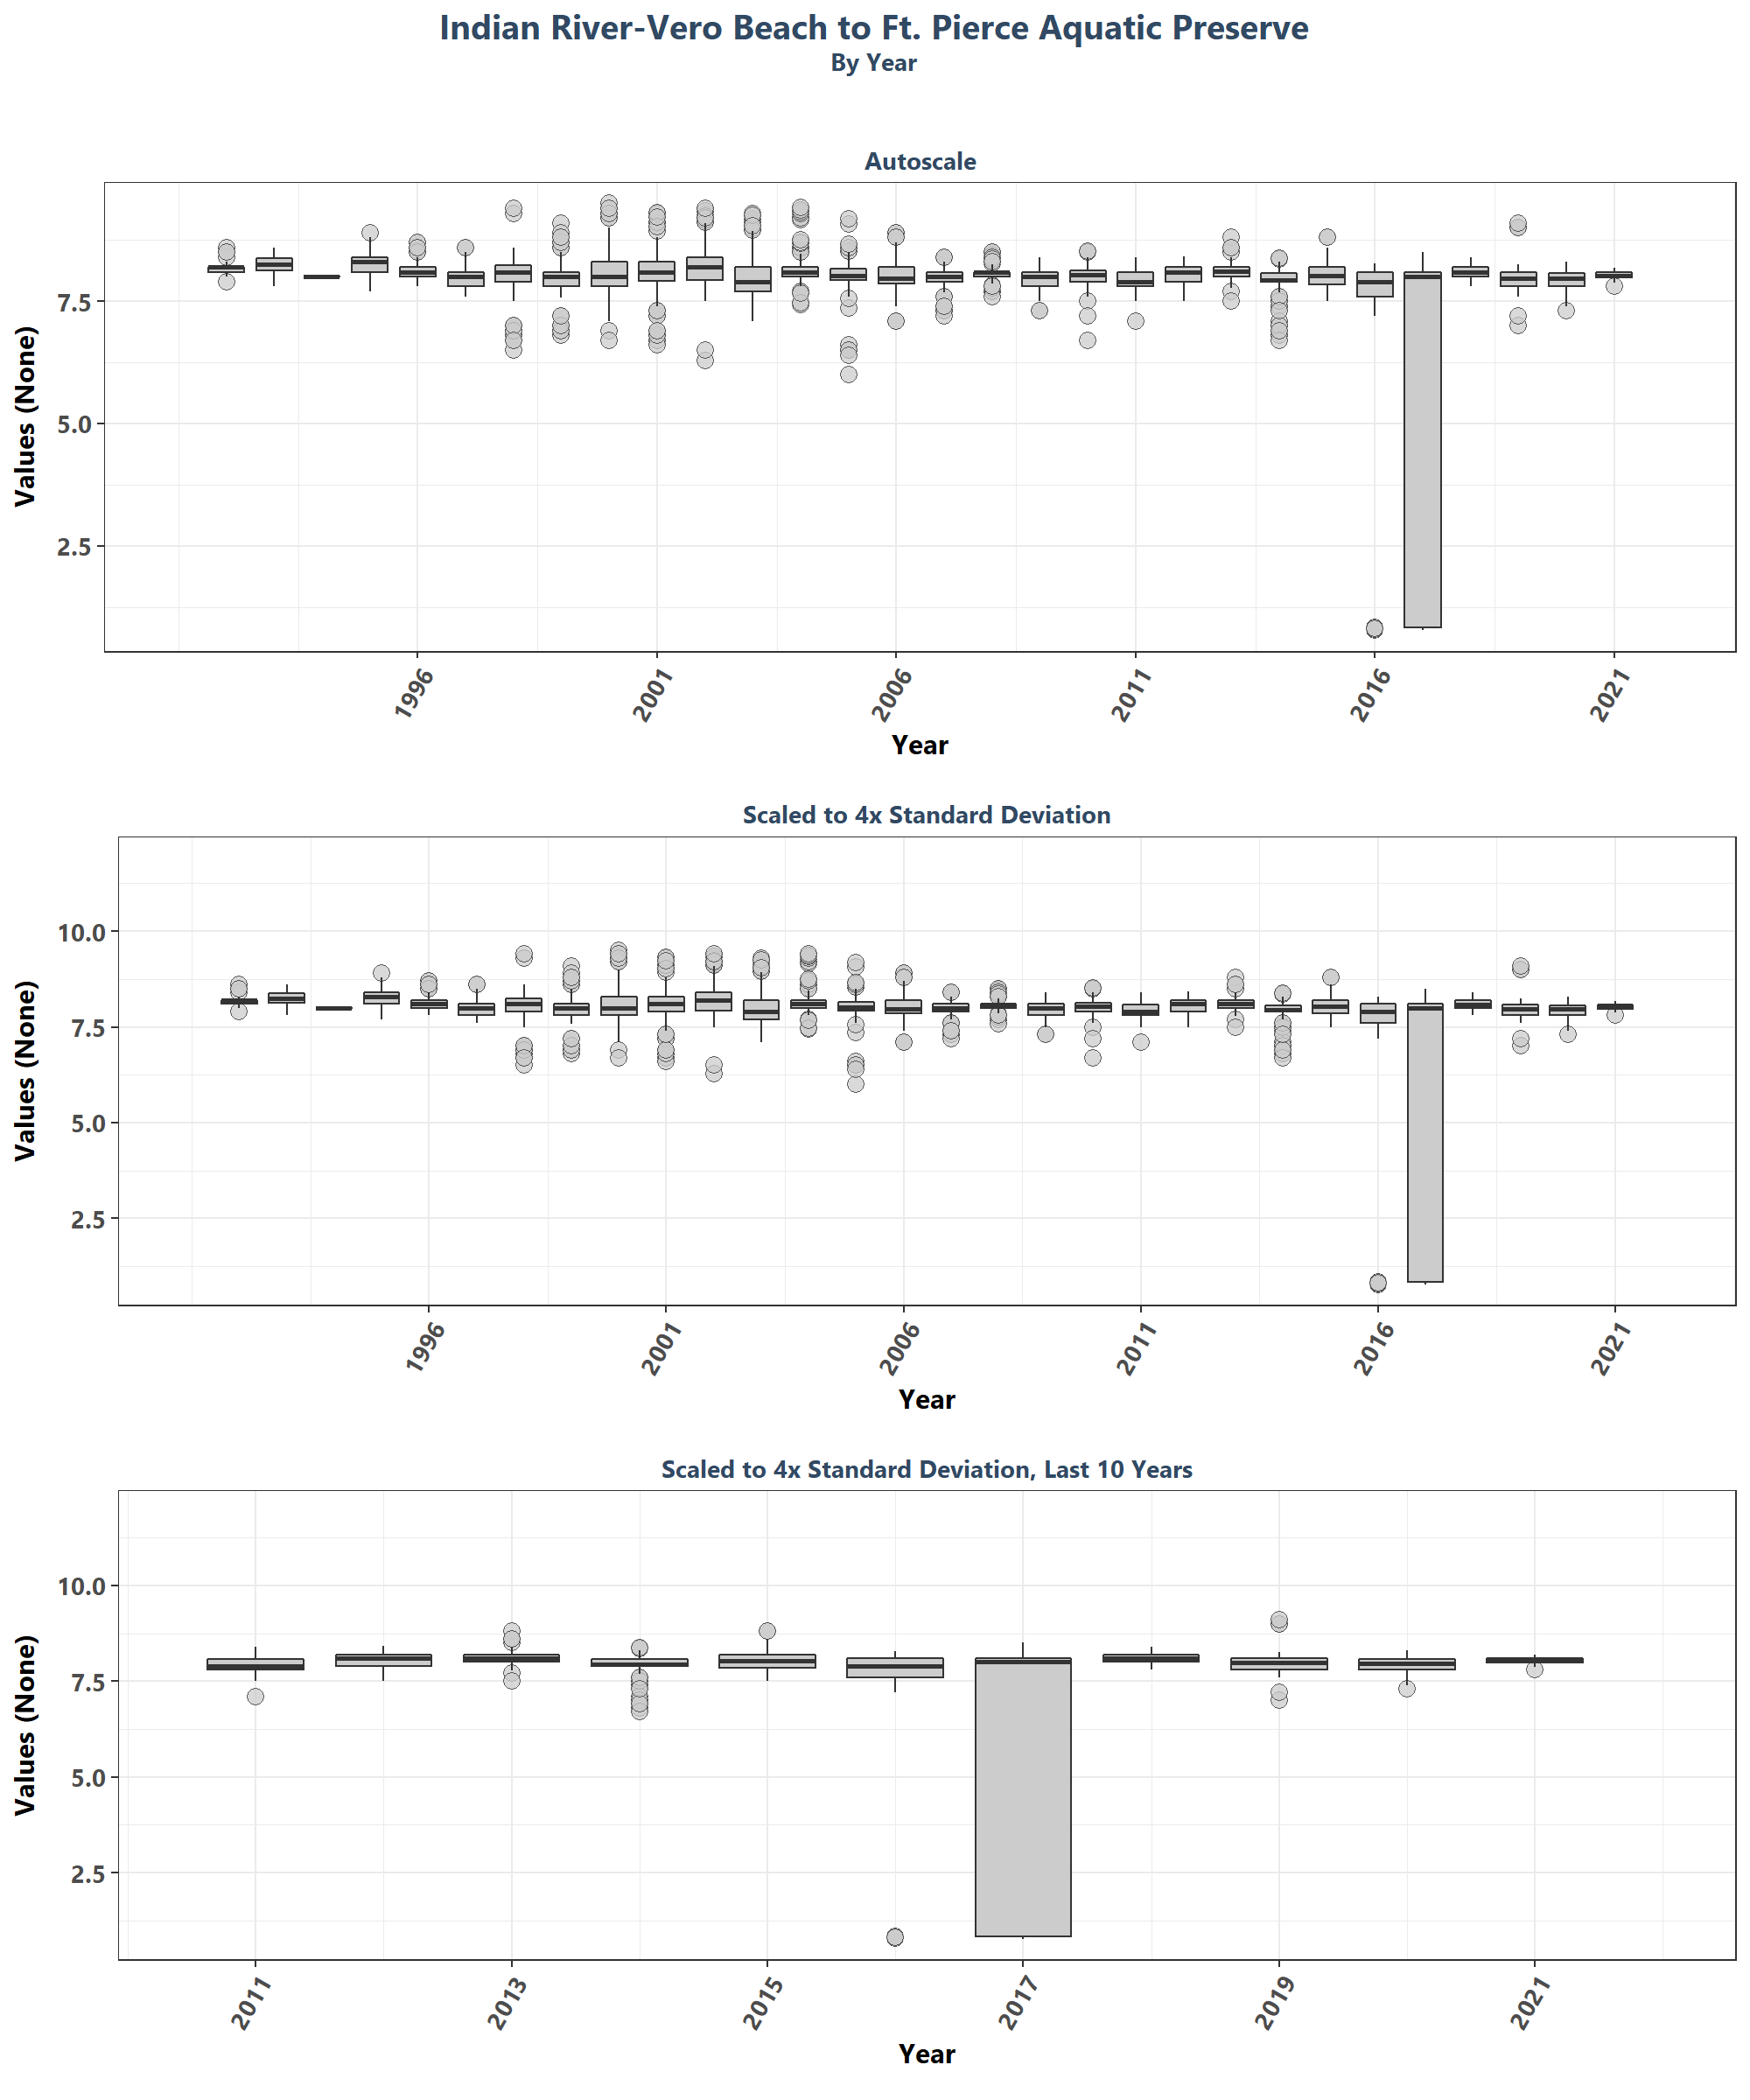 Indian River-Vero Beach to Ft. Pierce Aquatic Preserve
By Year
Autoscale
Values (None)
7.5
5.0
2.5
1996
2001
2006
2011
2016
2021
Year
Scaled to 4x Standard Deviation
Values (None)
10.0
7.5
5.0
2.5
1996
2001
2006
2011
2016
2021
Year
Scaled to 4x Standard Deviation, Last 10 Years
Values (None)
10.0
7.5
5.0
2.5
2011
2013
2015
2017
2019
2021
Year